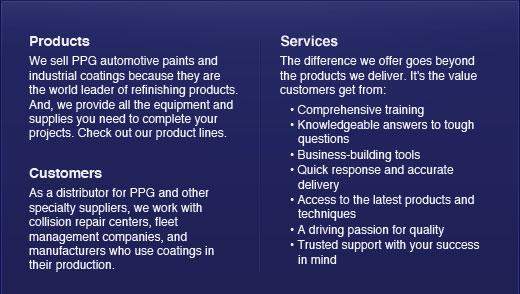 Products
We sell PPG automotive paints and
industrial coatings because they are
the world leader of refinishing products.
And, we provide all the equipment and
supplies you need to complete your
projects. Check out our product lines.
Customers
As a distributor for PPG and other
specialty suppliers, we work with
collision repair centers, fleet
management companies, and
manufacturers who use coatings in
their production.
Services
The difference we offer goes beyond
the products we deliver. It's the value
customers get from:
• Comprehensive training
• Knowledgeable answers to tough
questions
• Business-building tools
• Quick response and accurate
delivery
• Access to the latest products and
techniques
• A driving passion for quality
• Trusted support with your success
in mind